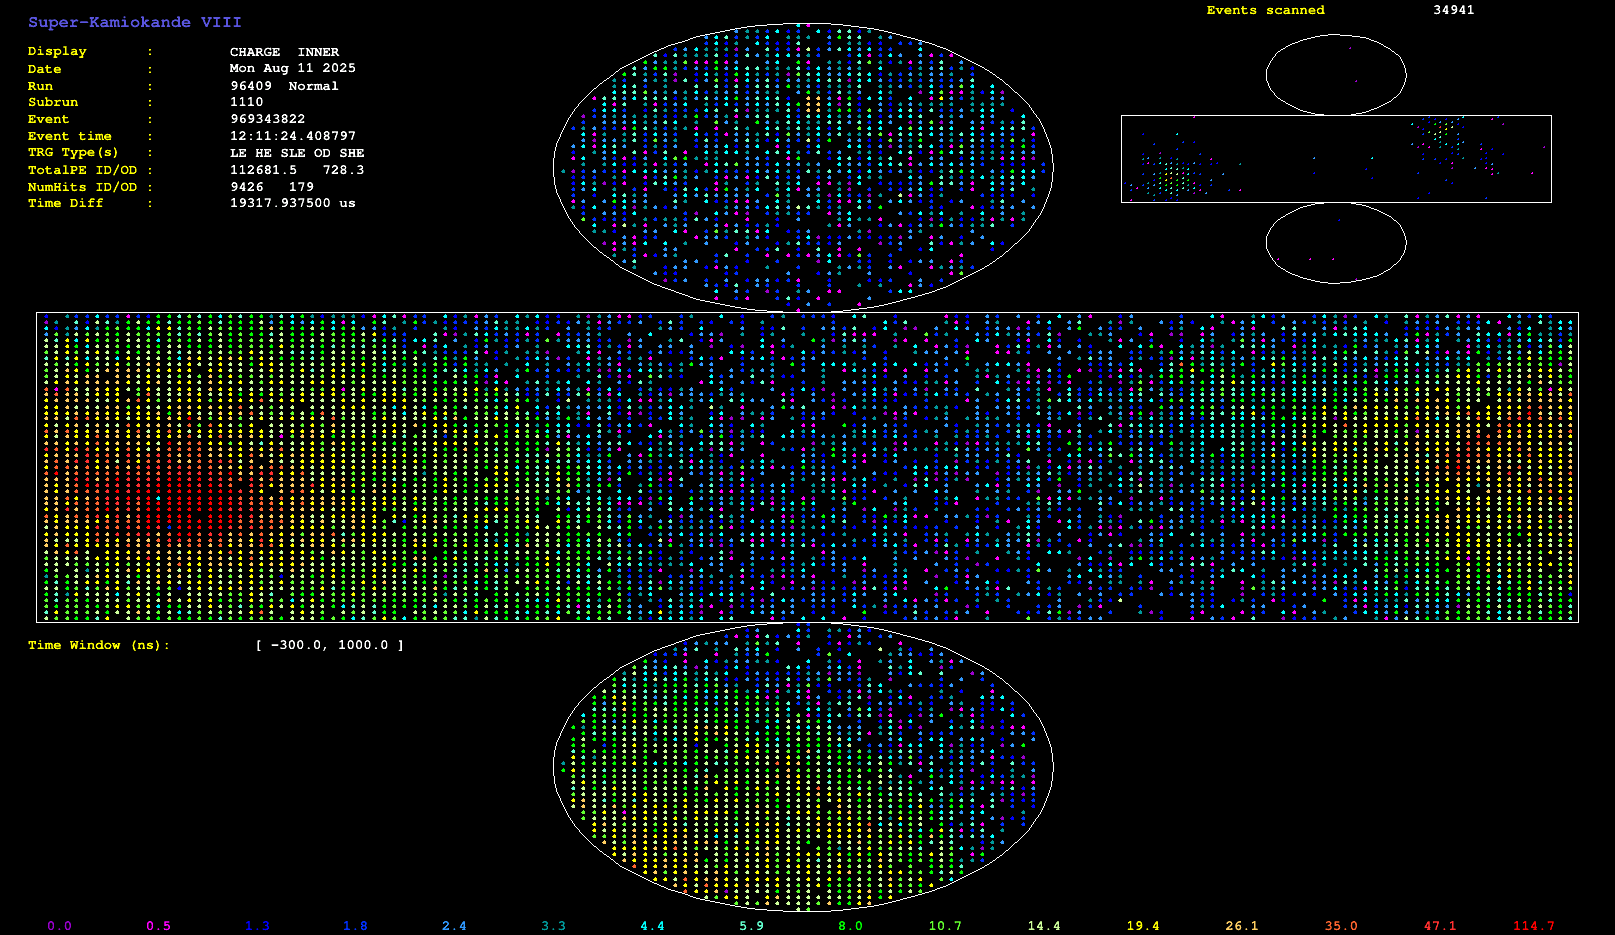 Super-Kamiokande VIII
Events scanned 34941
Display : CHARGE INNER
Date : Mon Aug 11 2025
Run : 96409 Normal
Subrun : 1110
Event : 969343822
Event time : 12:11:24.408797
TRG Type(s) : LE HE SLE OD SHE
TotalPE ID/OD : 112681.5 728.3
NumHits ID/OD : 9426 179
Time Diff : 19317.937500 us
Time Window (ns): [ -300.0, 1000.0 ]
0.0 0.5 1.3 1.8 2.4 3.3 4.4 5.9 8.0 10.7 14.4 19.4 26.1 35.0 47.1 114.7